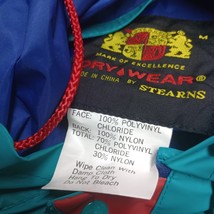 M
MARK OF EXCELLENCE
DRY WEAR®
MADE IN CHINA BY STEARNS
FACE: 100% POLYVINYL
CHLORIDE
BACK: 100% NYLON
TOTAL: 70% POLYVINYL
CHLORIDE
30% NYLON
Wipe Clean With
Damp Cloth
Hang To Dry
Do Not Bleach